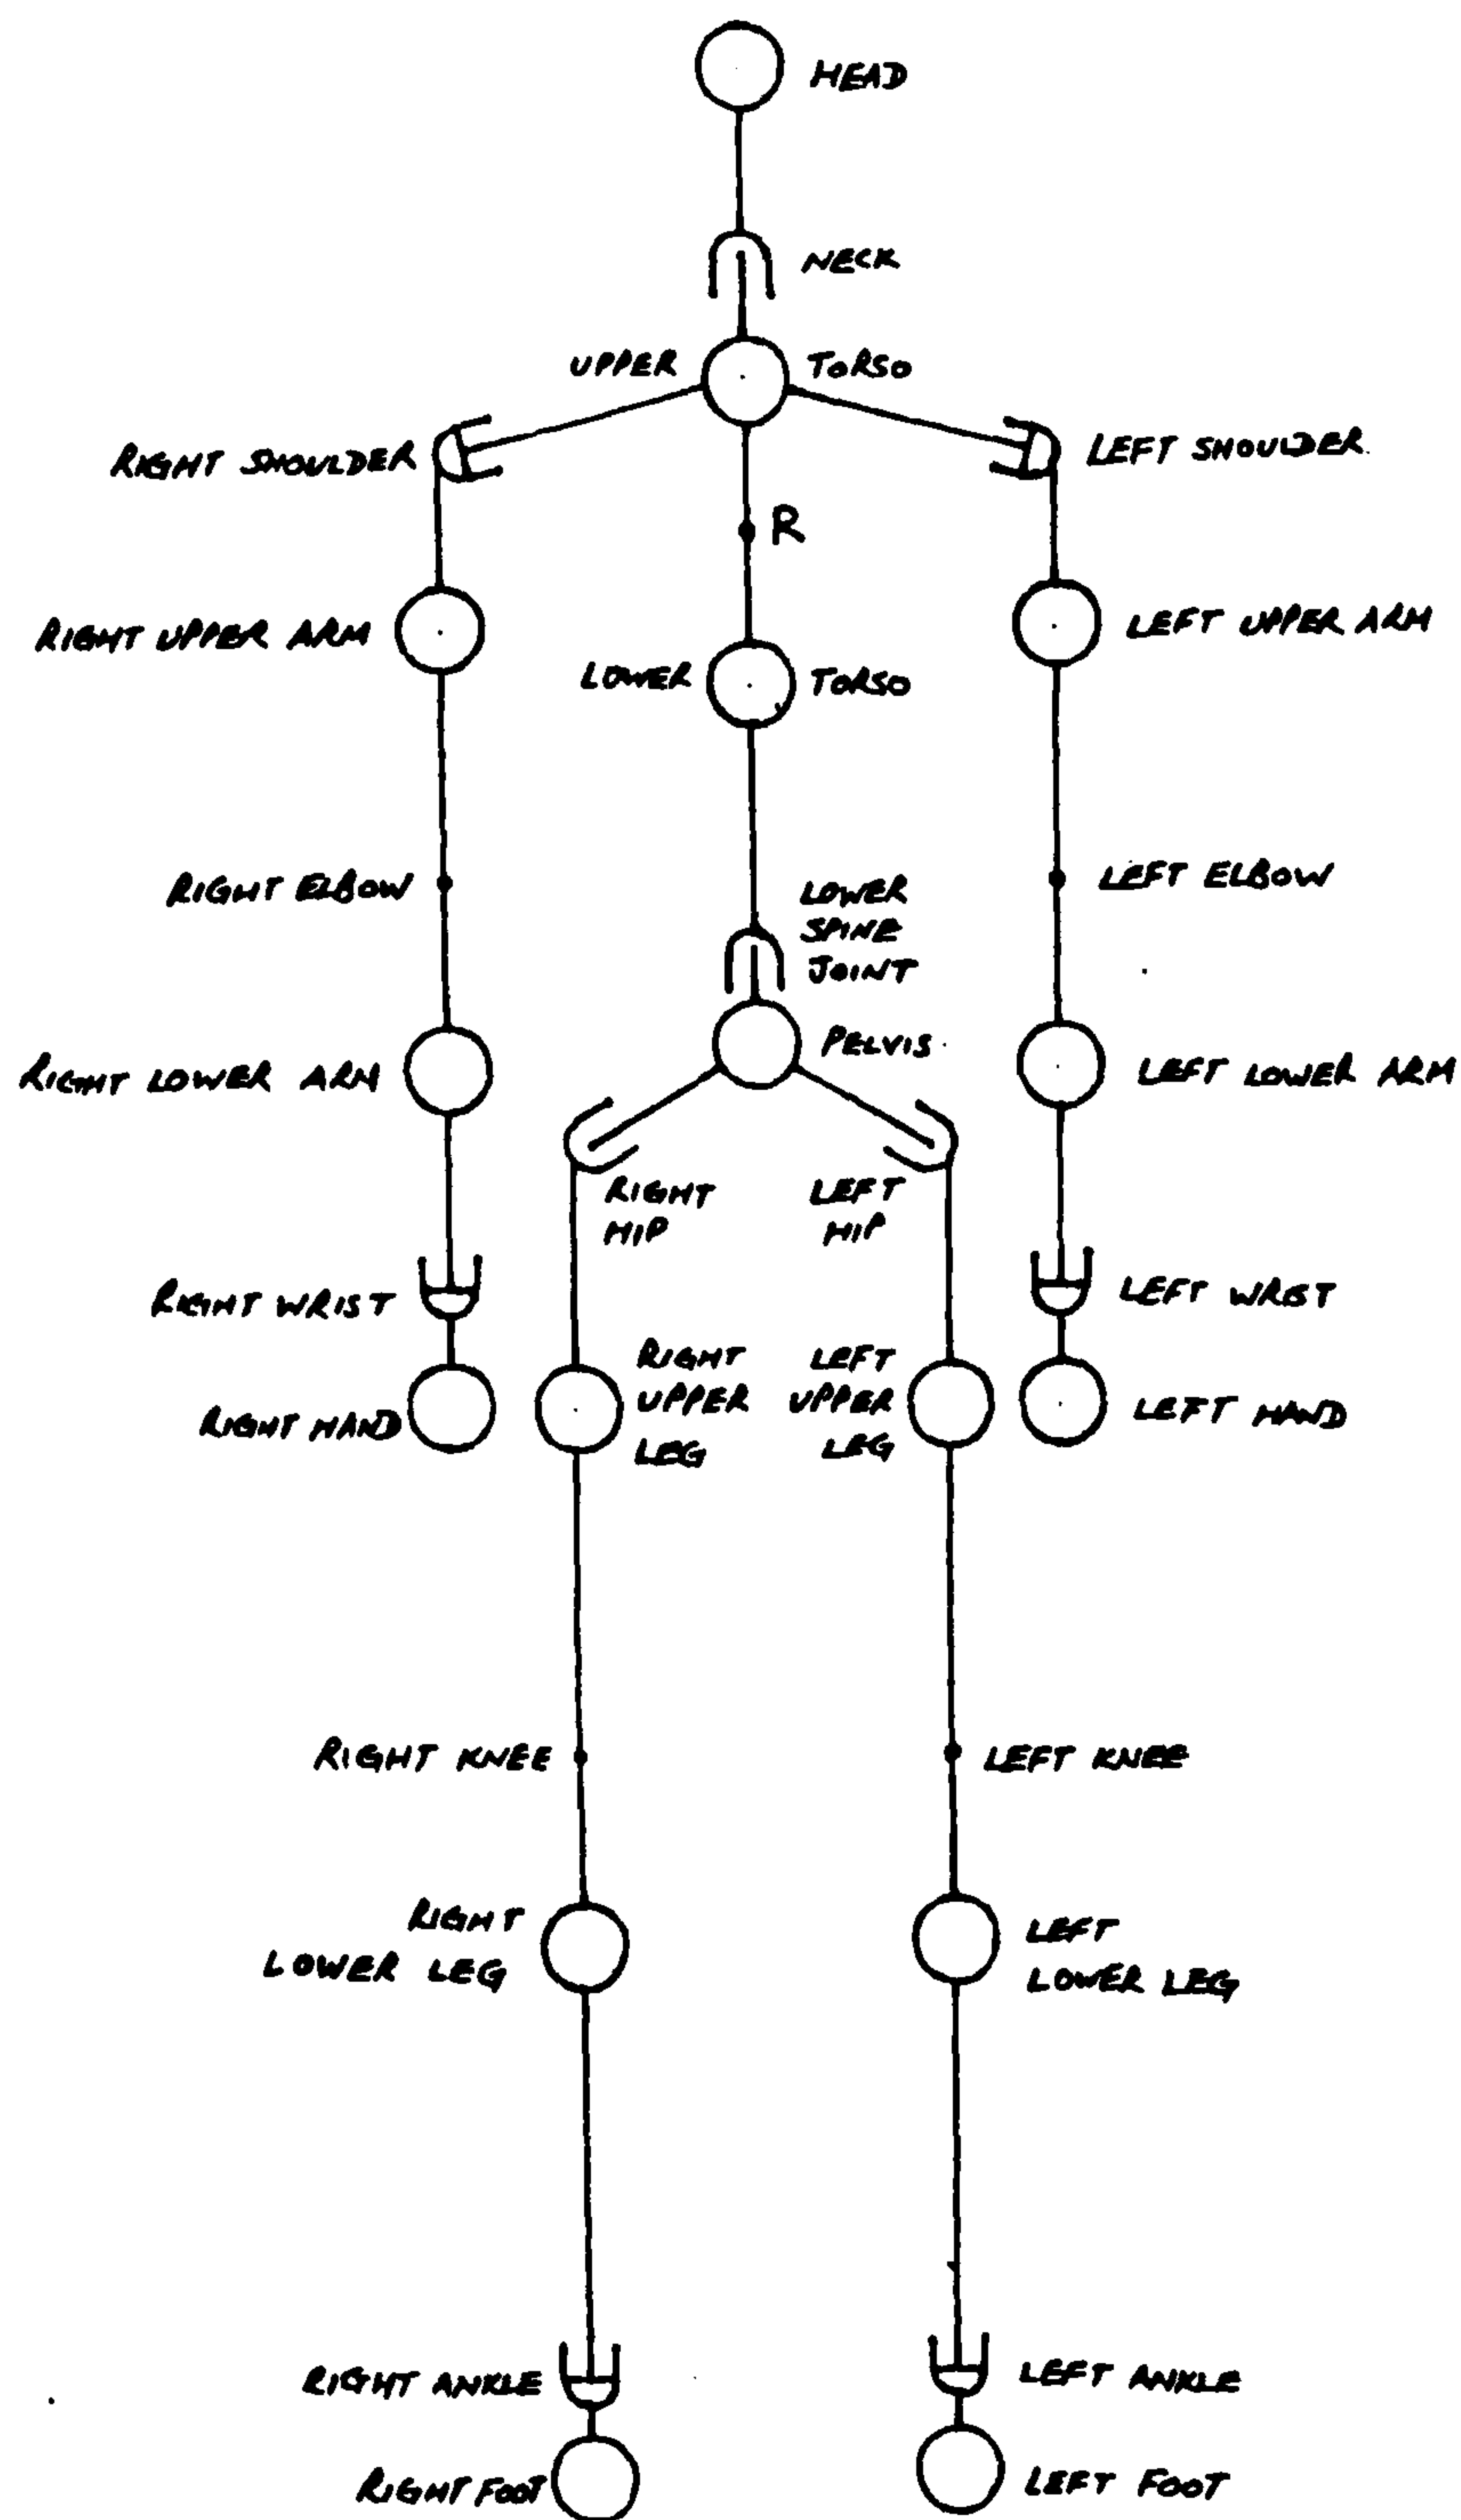 HEAD
NECK
UPPER TORSO
RIGHT SHOULDER
LEFT SHOULDER
R
RIGHT UPPER ARM
LEFT UPPER ARM
LOWER TORSO
RIGHT ELBOW
LEFT ELBOW
LOWER
SPINE
JOINT
PELVIS
RIGHT LOWER ARM
LEFT LOWER ARM
RIGHT
HIP
LEFT
HIP
RIGHT WRIST
LEFT WRIST
RIGHT
UPPER
LEG
LEFT
UPPER
LEG
RIGHT HAND
LEFT HAND
RIGHT KNEE
LEFT KNEE
RIGHT
LOWER LEG
LEFT
LOWER LEG
RIGHT ANKLE
LEFT ANKLE
RIGHT FOOT
LEFT FOOT